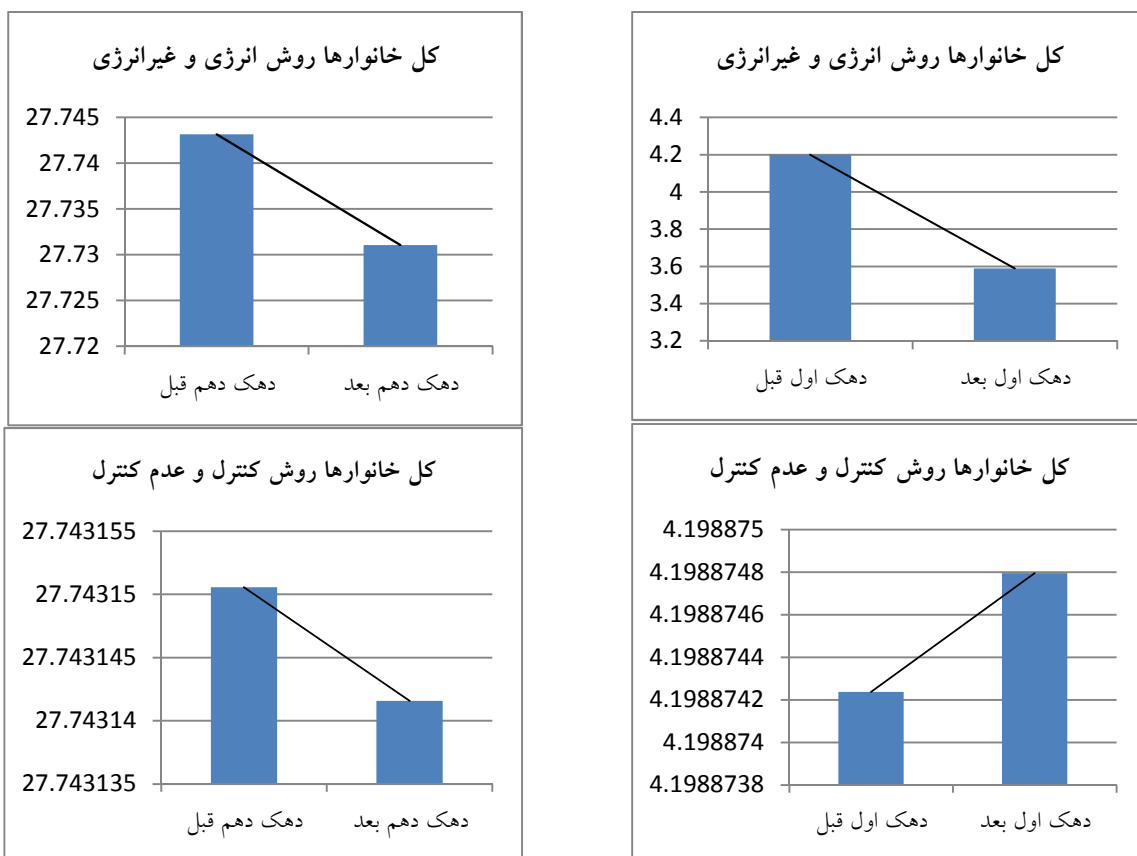 کل خانوارها روش انرژی و غیرانرژی
27.745
27.74
27.735
27.73
27.725
27.72
دهک دهم قبل
دهک دهم بعد
کل خانوارها روش انرژی و غیرانرژی
4.4
4.2
4
3.8
3.6
3.4
3.2
دهک اول قبل
دهک اول بعد
کل خانوارها روش کنترل و عدم کنترل
27.743155
27.74315
27.743145
27.74314
27.743135
دهک دهم قبل
دهک دهم بعد
کل خانوارها روش کنترل و عدم کنترل
4.198875
4.1988748
4.1988746
4.1988744
4.1988742
4.198874
4.1988738
دهک اول قبل
دهک اول بعد